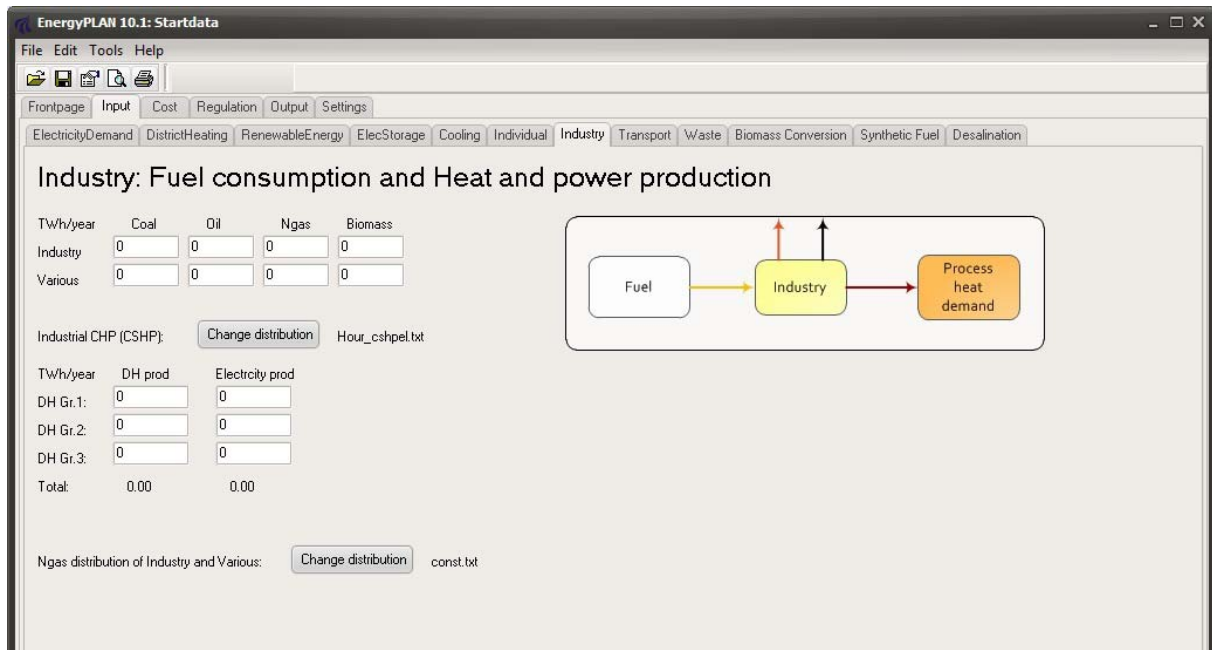 EnergyPLAN 10.1: Startdata
File Edit Tools Help
Frontpage Input Cost Regulation Output Settings
ElectricityDemand DistrictHeating RenewableEnergy ElecStorage Cooling Individual Industry Transport Waste Biomass Conversion Synthetic Fuel Desalination
Industry: Fuel consumption and Heat and power production
TWh/year Coal Oil Ngas Biomass
Industry 0 0 0 0
Various 0 0 0 0
Industrial CHP (CSHP): Change distribution Hour_cshpel.txt
TWh/year DH prod Electrcity prod
DH Gr.1: 0 0
DH Gr.2: 0 0
DH Gr.3: 0 0
Total: 0.00 0.00
Ngas distribution of Industry and Various: Change distribution const.txt
Fuel
Industry
Process
heat
demand